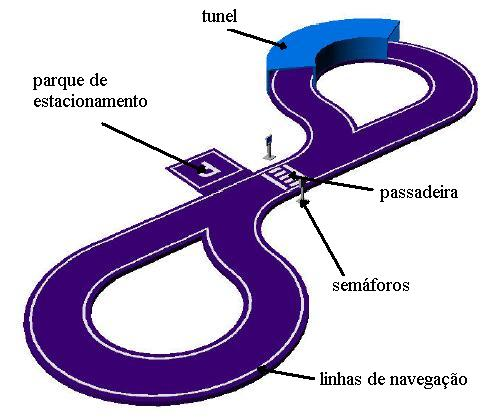 tunel
parque de
estacionamento
P
passadeira
semáforos
linhas de navegação